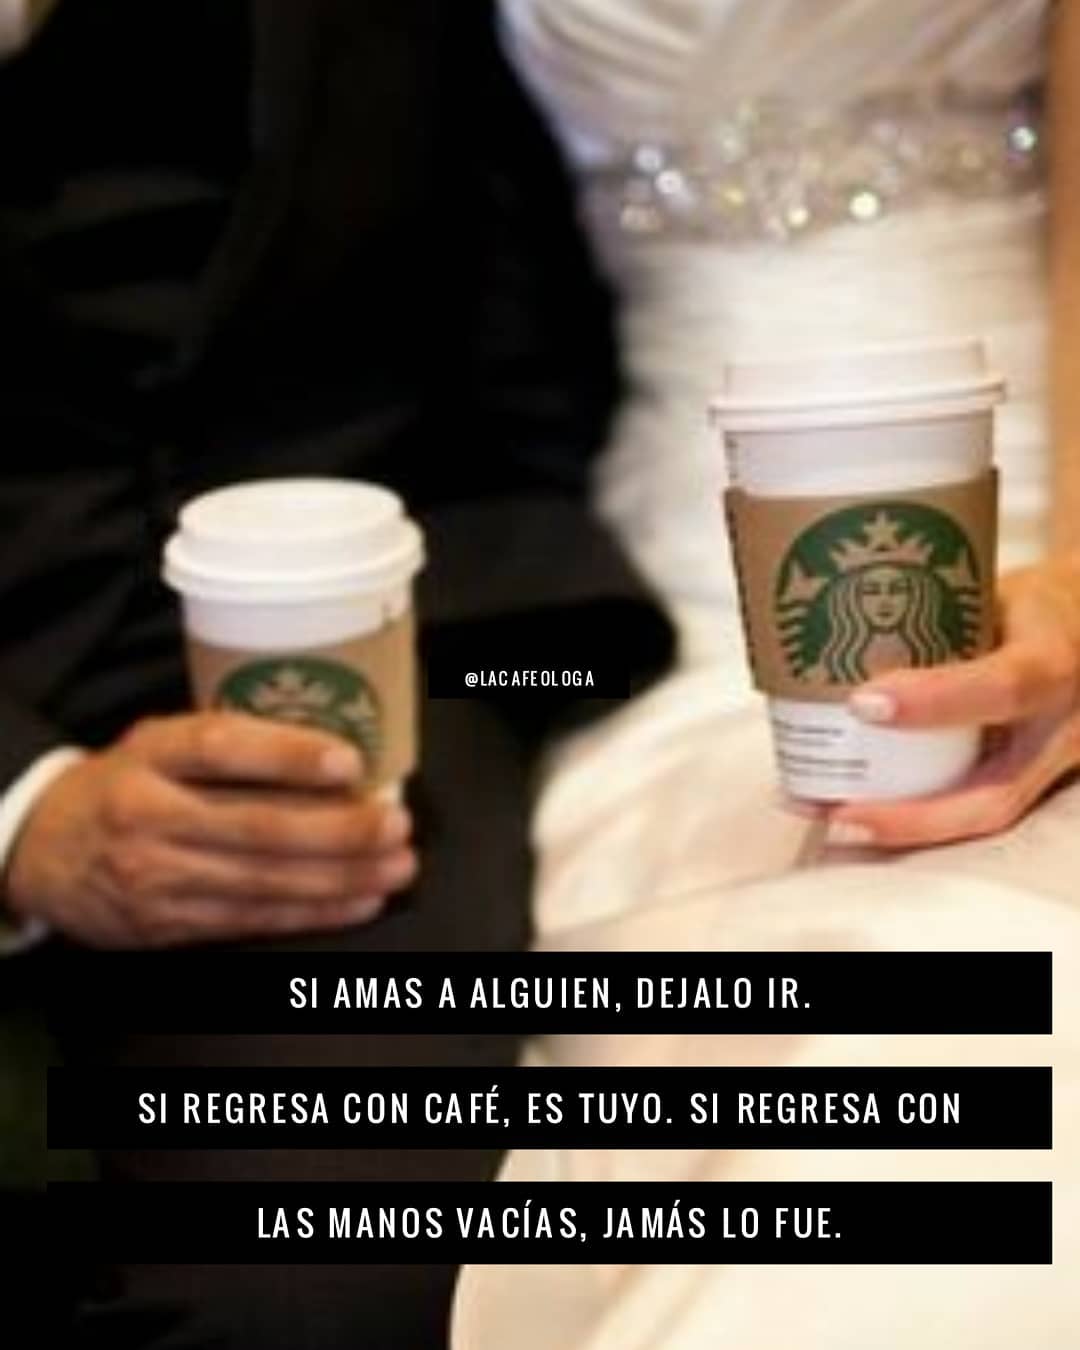 @LACAFEOLOGA
SI AMAS A ALGUIEN, DEJALO IR.
SI REGRESA CON CAFÉ, ES TUYO. SI REGRESA CON
LAS MANOS VACÍAS, JAMÁS LO FUE.